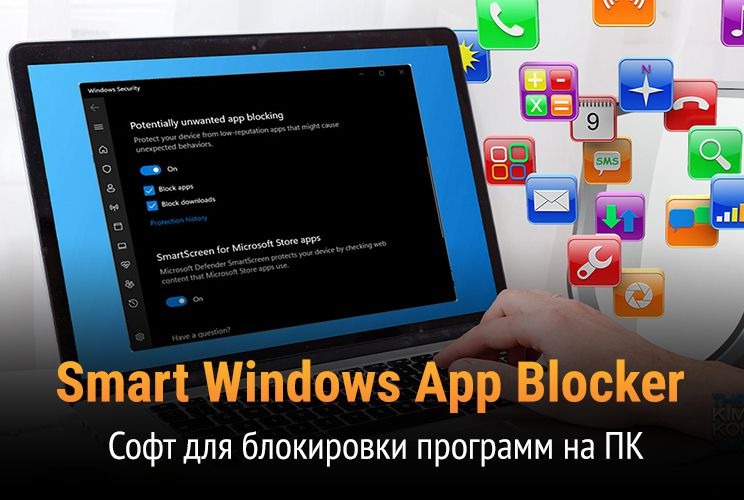 Windows Security
Potentially unwanted app blocking
Protect your device from low-reputation apps that might cause
unexpected behaviors.
On
Block apps
Block downloads
Protection history
SmartScreen for Microsoft Store apps
Microsoft Defender SmartScreen protects your device by checking web
content that Microsoft Store apps use.
On
Have a question?
N
9
SMS
Smart Windows App Blocker
Софт для блокировки программ на ПК